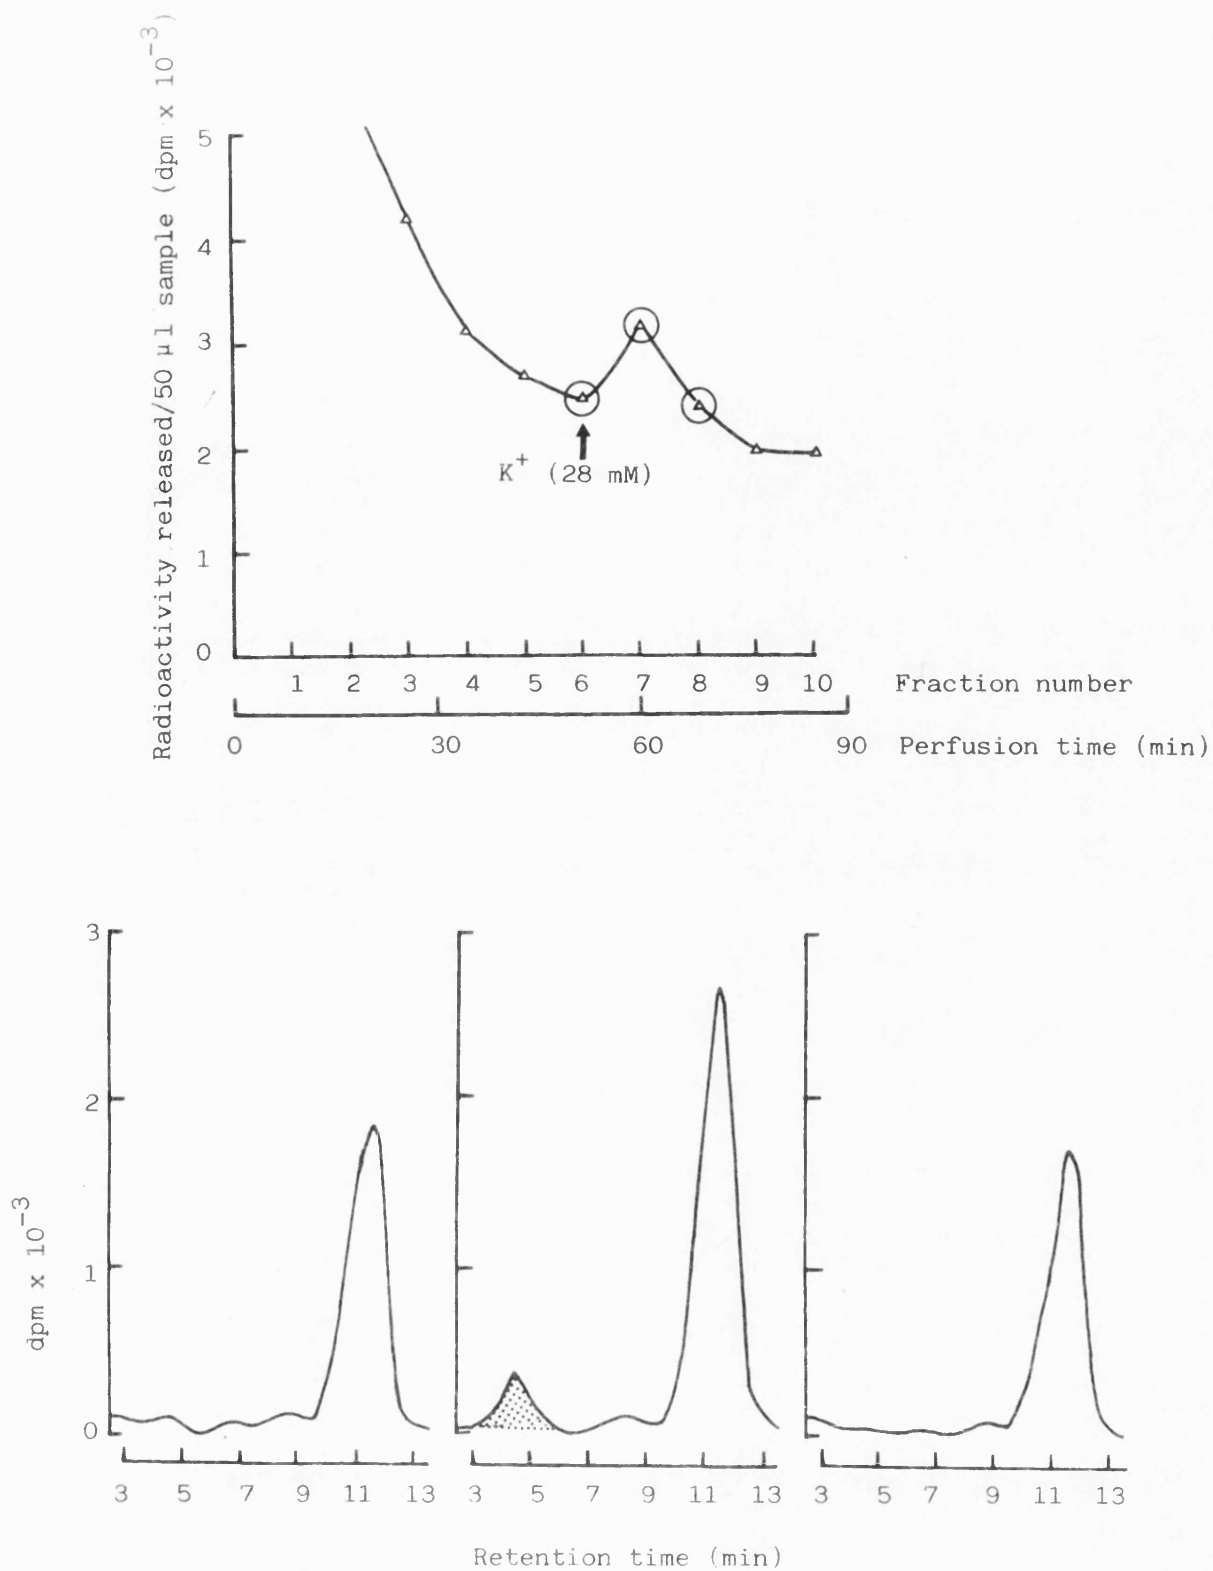 Radioactivity released/50 µl sample (dpm x 10⁻³)
5
4
3
2
1
0
K⁺ (28 mM)
1 2 3 4 5 6 7 8 9 10 Fraction number
0 30 60 90 Perfusion time (min)
dpm x 10⁻³
3
2
1
0
3 5 7 9 11 13 3 5 7 9 11 13 3 5 7 9 11 13
Retention time (min)